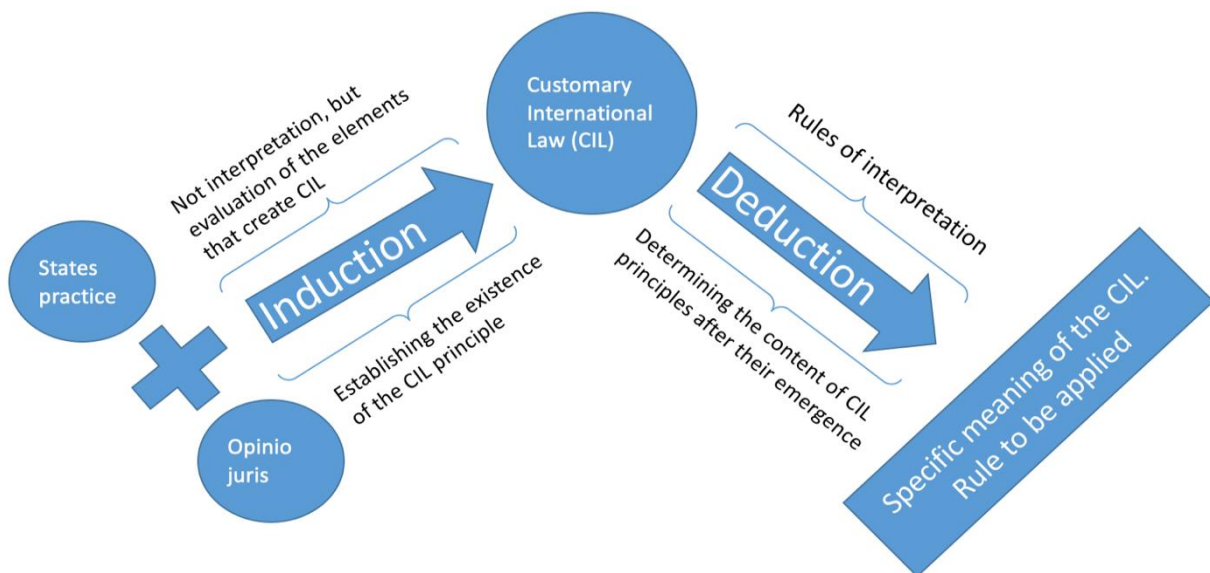 States
practice
Opinio
juris
Not interpretation, but
evaluation of the elements
that create CIL
Induction
Establishing the existence
of the CIL principle
Customary
International
Law (CIL)
Rules of interpretation
Deduction
Determining the content of CIL
principles after their emergence
Specific meaning of the CIL.
Rule to be applied